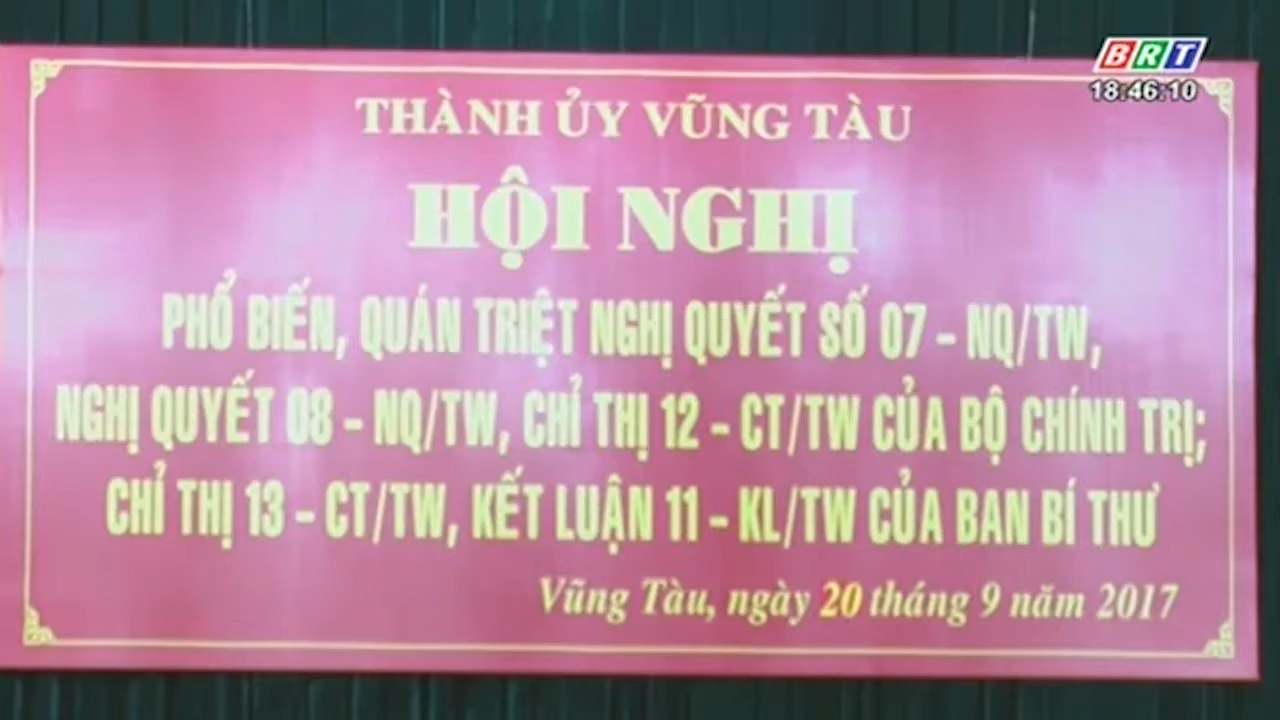 BRT
18:46:10
THÀNH ỦY VŨNG TÀU
HỘI NGHỊ
PHỔ BIẾN, QUÁN TRIỆT NGHỊ QUYẾT SỐ 07 - NQ/TW,
NGHỊ QUYẾT 08 - NQ/TW, CHỈ THỊ 12 - CT/TW CỦA BỘ CHÍNH TRỊ;
CHỈ THỊ 13 - CT/TW, KẾT LUẬN 11 - KL/TW CỦA BAN BÍ THƯ
Vũng Tàu, ngày 20 tháng 9 năm 2017